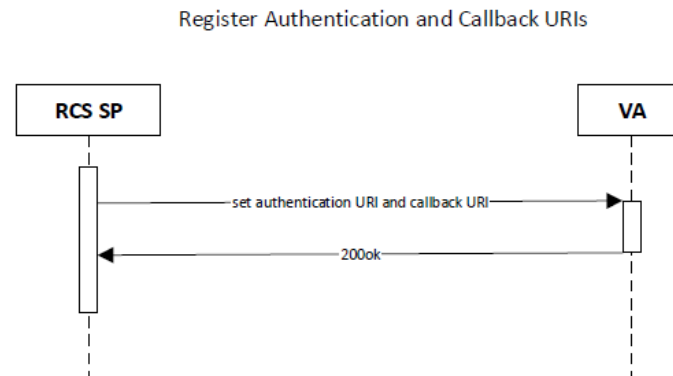 Register Authentication and Callback URIs
RCS SP
VA
set authentication URI and callback URI
200ok